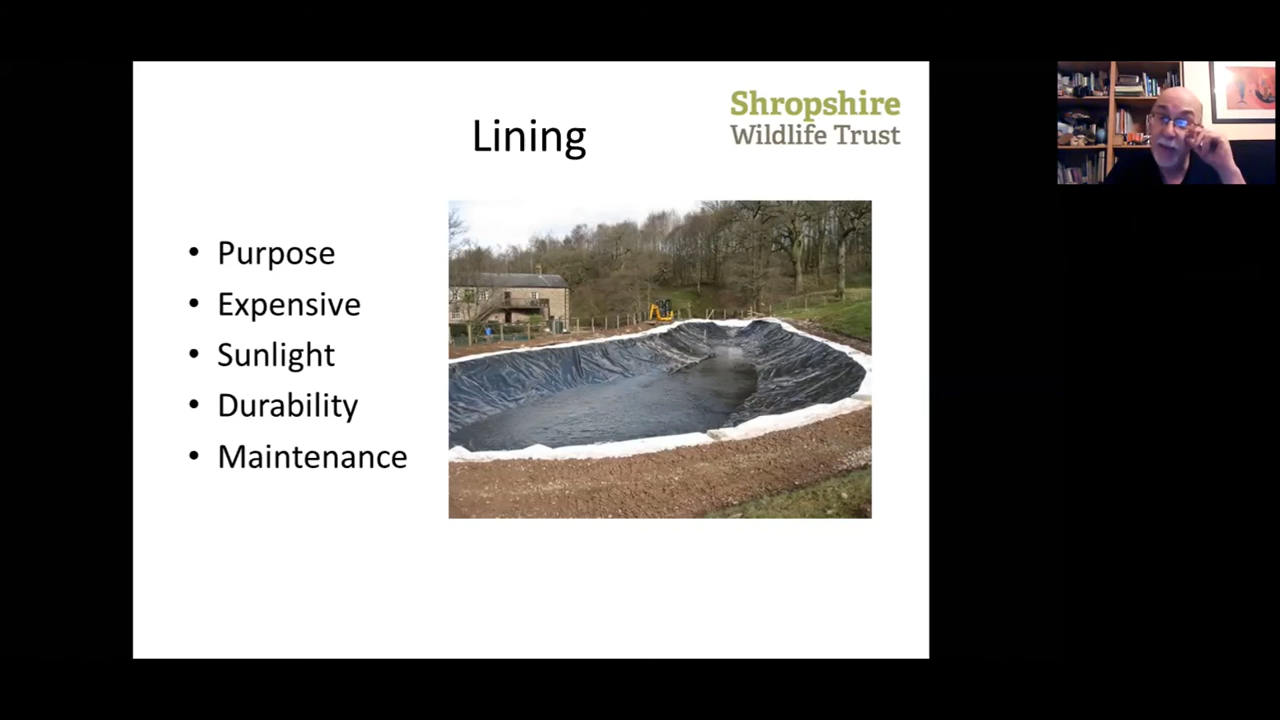 Shropshire
Wildlife Trust
Lining
• Purpose
• Expensive
• Sunlight
• Durability
• Maintenance